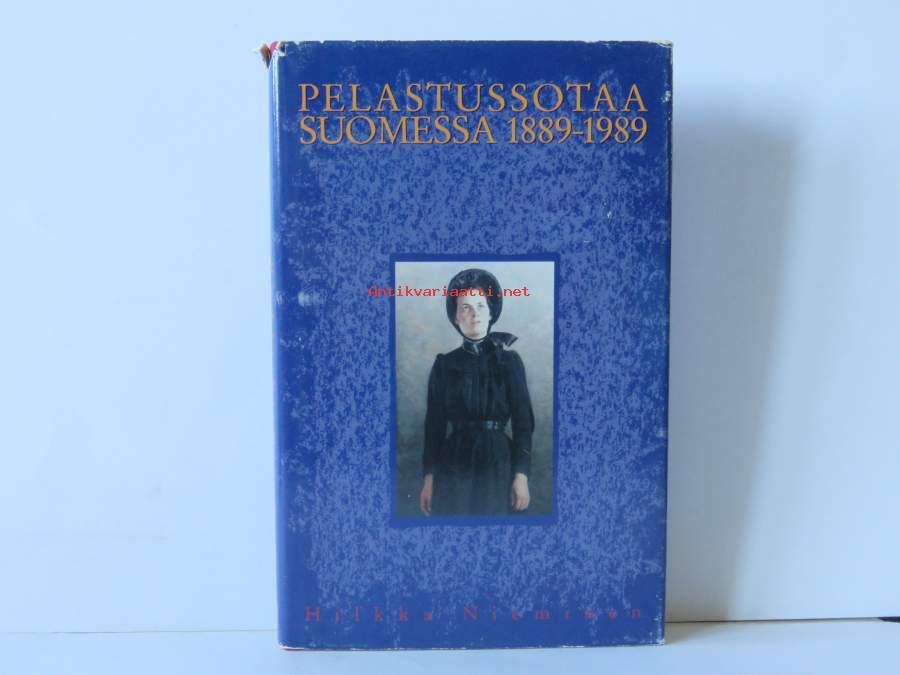 PELASTUSSOTAA
SUOMESSA 1889-1989
antikvariaatti.net
Hilkka Nieminen